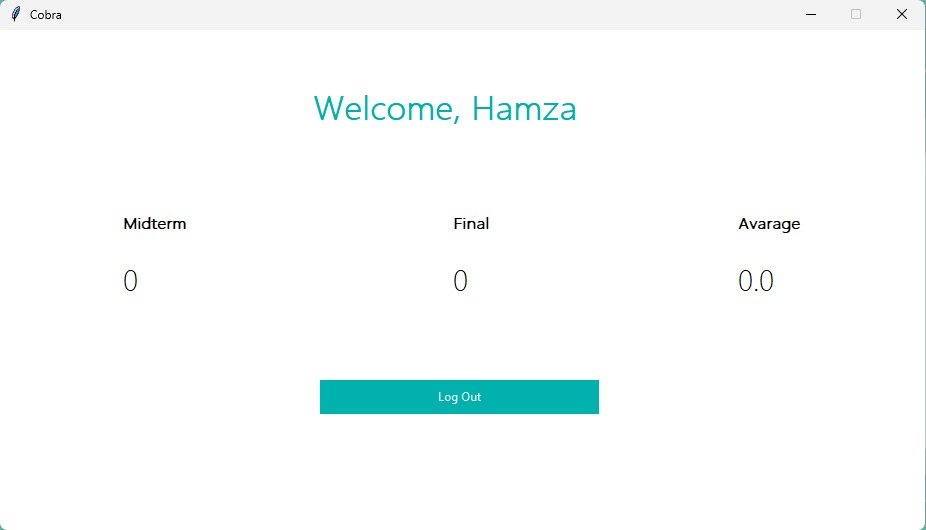 Cobra
Welcome, Hamza
Midterm Final Avarage
0 0 0.0
Log Out